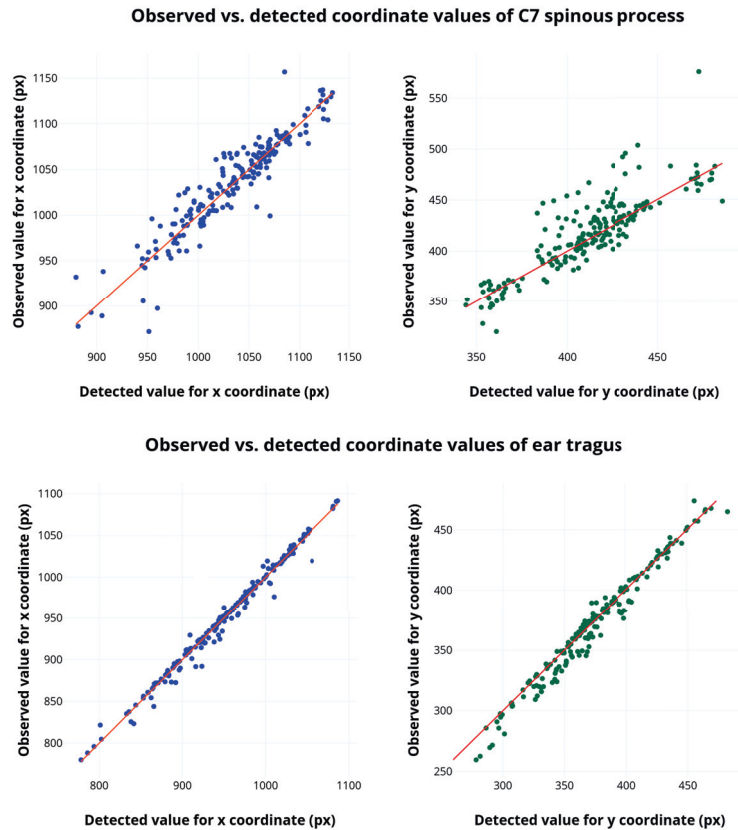 Observed vs. detected coordinate values of C7 spinous process
Observed value for x coordinate (px)
1150
1100
1050
1000
950
900
900 950 1000 1050 1100 1150
Detected value for x coordinate (px)
Observed value for y coordinate (px)
550
500
450
400
350
350 400 450
Detected value for y coordinate (px)
Observed vs. detected coordinate values of ear tragus
Observed value for x coordinate (px)
1100
1000
950
900
850
800
800 900 1000 1100
Detected value for x coordinate (px)
Observed value for y coordinate (px)
450
400
350
300
250
300 350 400 450
Detected value for y coordinate (px)